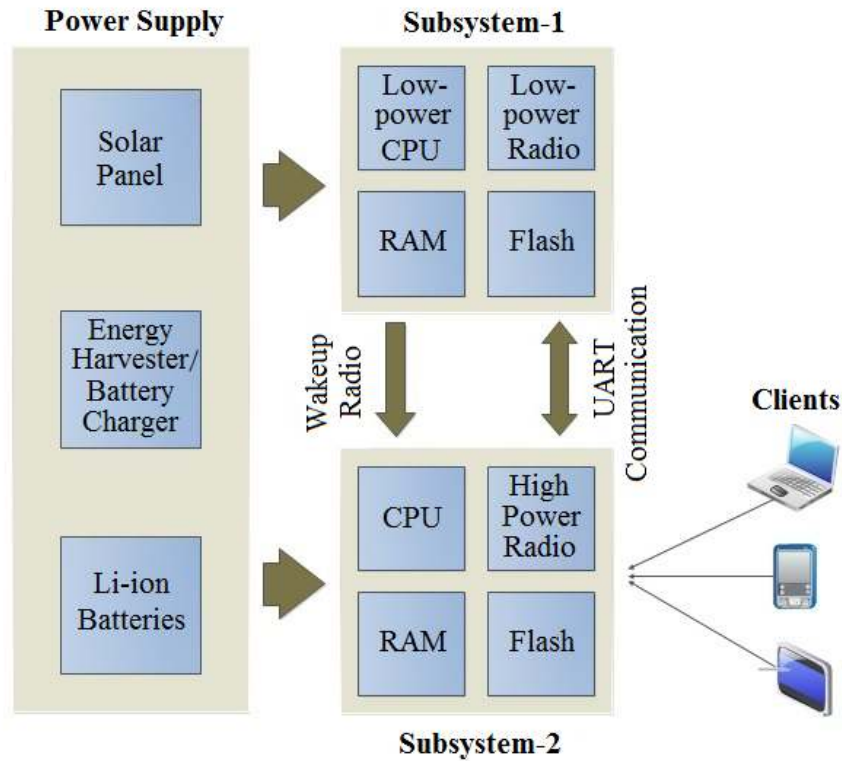 Power Supply
Solar
Panel
Energy
Harvester/
Battery
Charger
Li-ion
Batteries
Subsystem-1
Low-
power
CPU
Low-
power
Radio
RAM
Flash
Wakeup
Radio
UART
Communication
CPU
High
Power
Radio
RAM
Flash
Subsystem-2
Clients